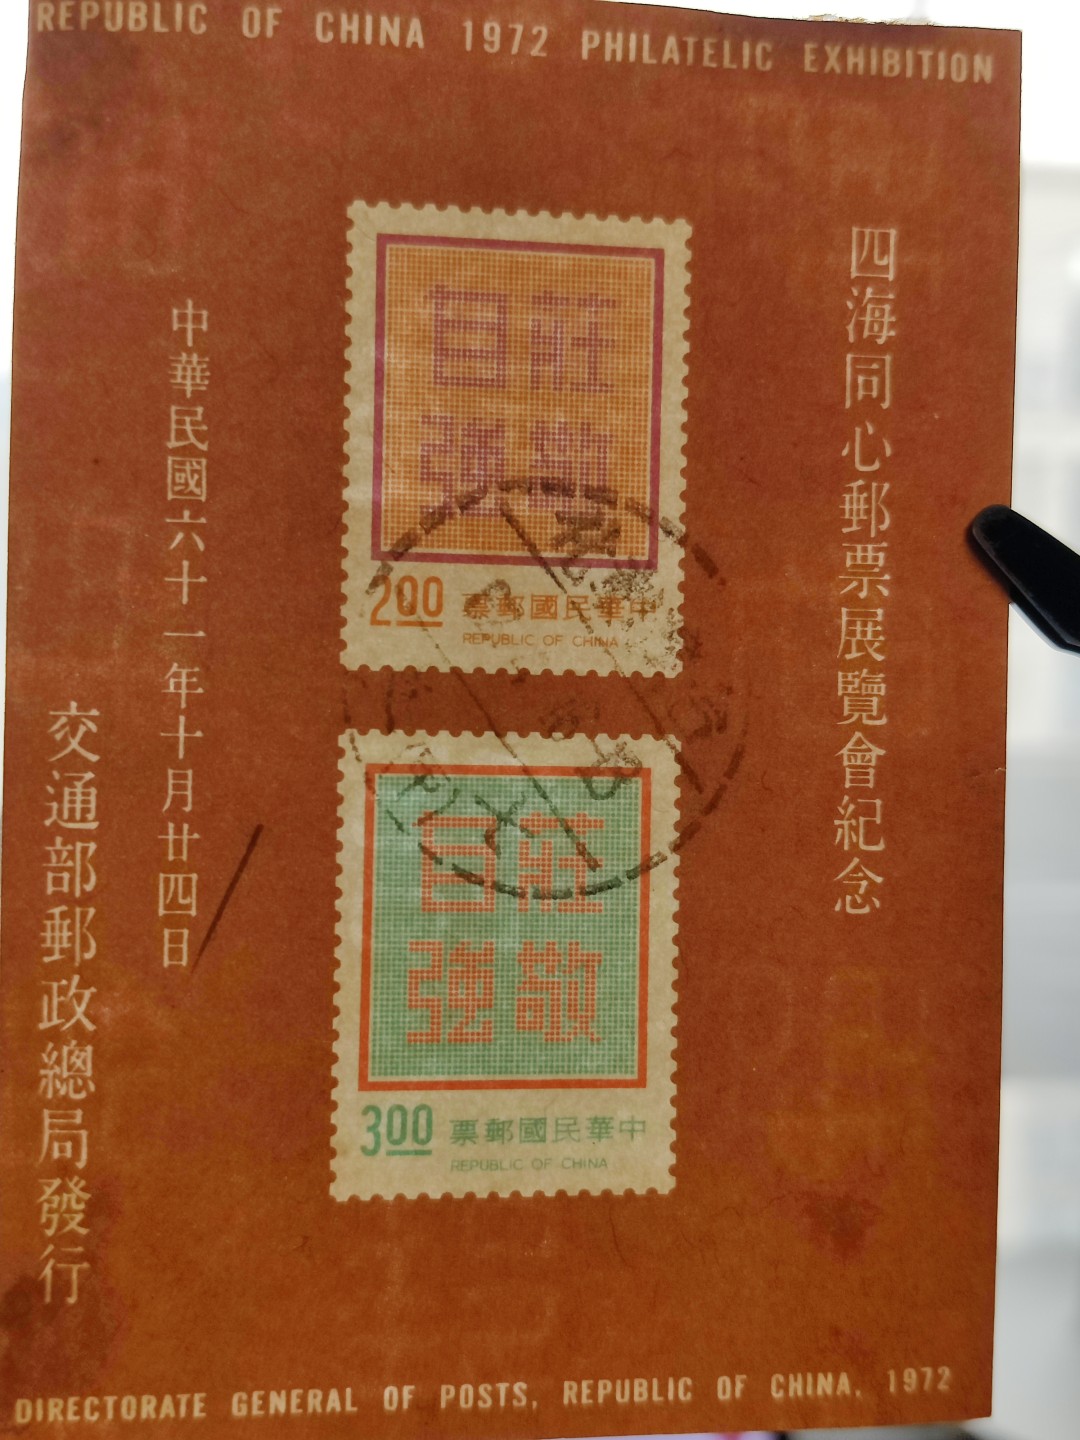 REPUBLIC OF CHINA 1972 PHILATELIC EXHIBITION
四海同心郵票展覽會紀念
莊敬
自強
2.00
票郵國民華中
REPUBLIC OF CHINA
莊敬
自強
3.00
票郵國民華中
REPUBLIC OF CHINA
中華民國六十一年十月廿四日
交通部郵政總局發行
DIRECTORATE GENERAL OF POSTS, REPUBLIC OF CHINA, 1972